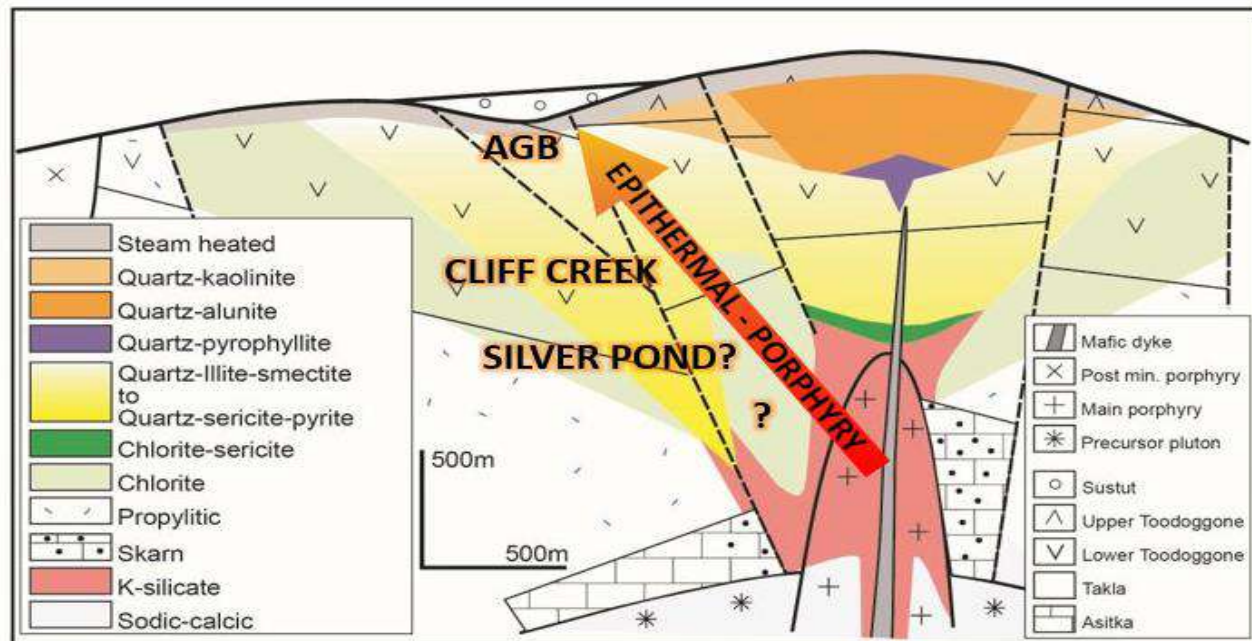 AGB
EPITHERMAL - PORPHYRY
CLIFF CREEK
SILVER POND?
?
500m
500m
Steam heated
Quartz-kaolinite
Quartz-alunite
Quartz-pyrophyllite
Quartz-Illite-smectite
to
Quartz-sericite-pyrite
Chlorite-sericite
Chlorite
Propylitic
Skarn
K-silicate
Sodic-calcic
Mafic dyke
Post min. porphyry
Main porphyry
Precursor pluton
Sustut
Upper Toodoggone
Lower Toodoggone
Takla
Asitka